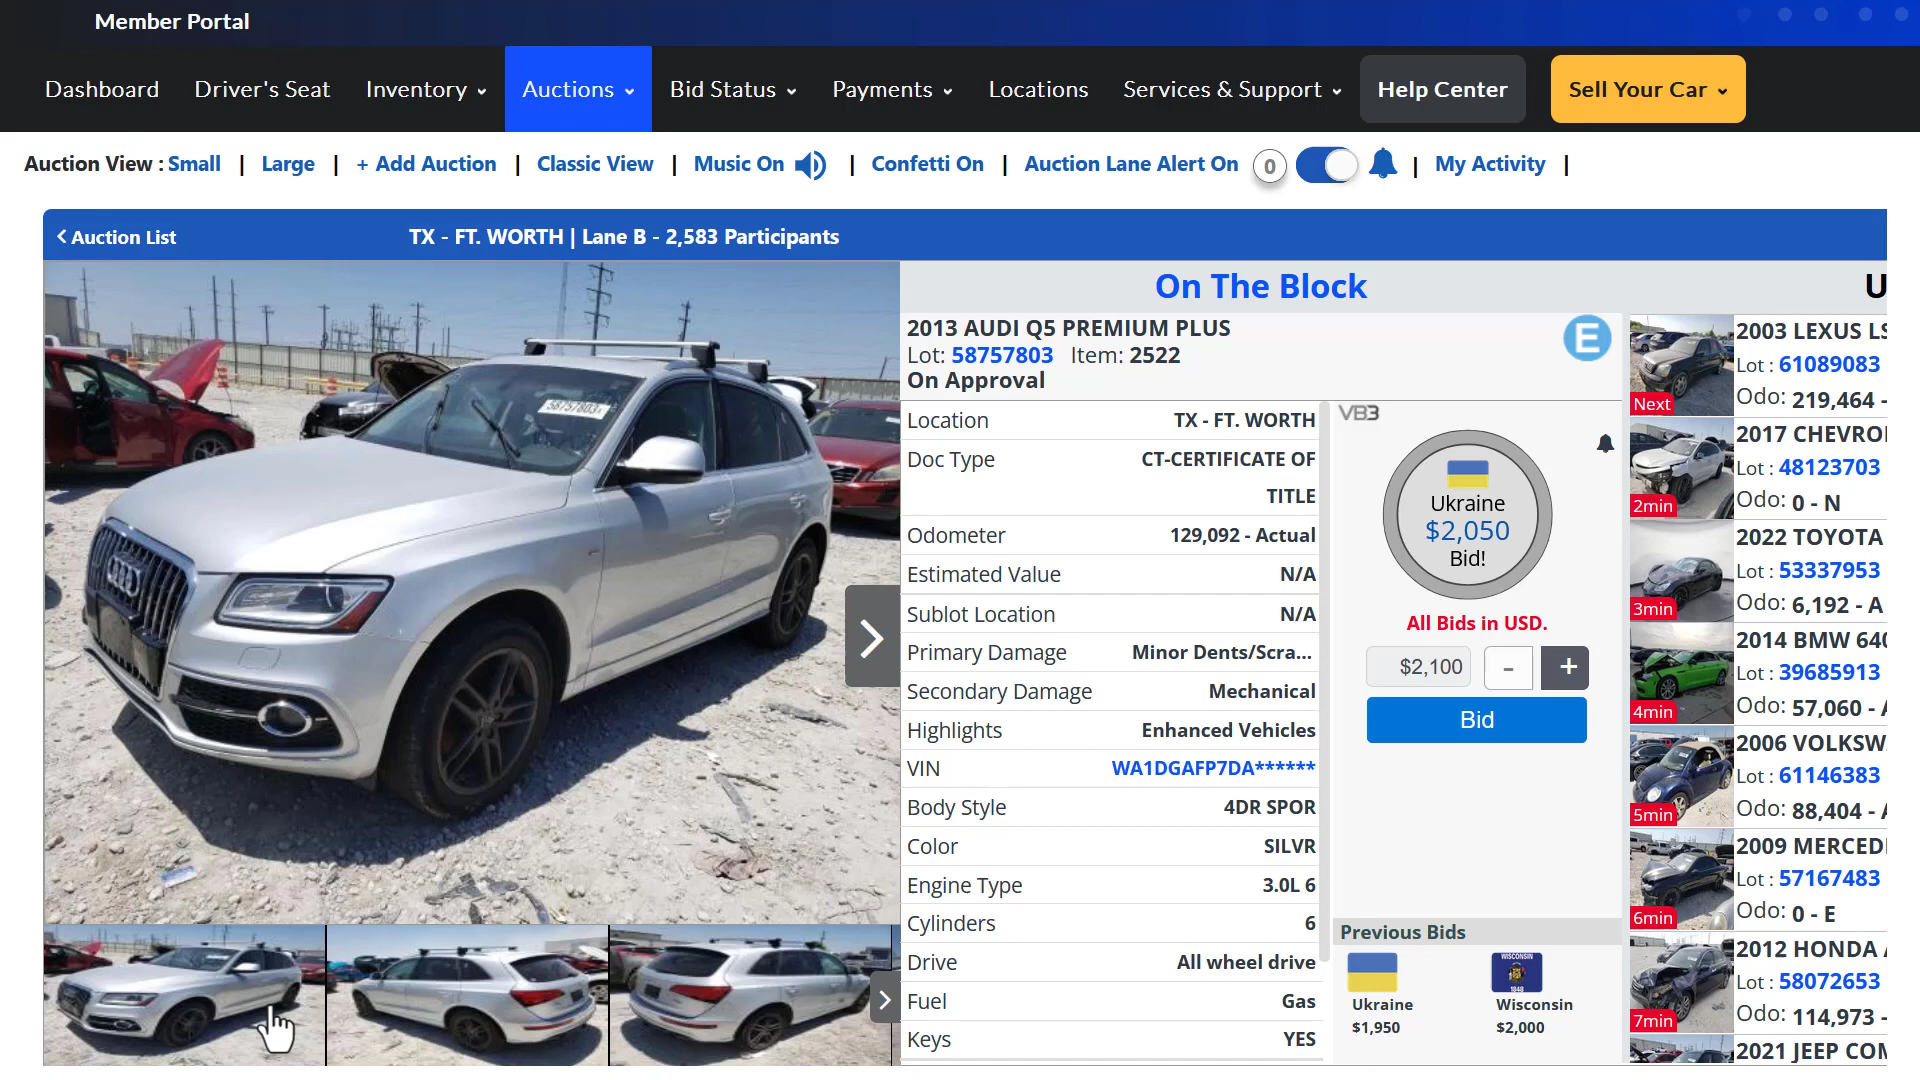 Member Portal
Dashboard Driver's Seat Inventory Auctions Bid Status Payments Locations Services & Support Help Center Sell Your Car
Auction View : Small | Large | + Add Auction | Classic View | Music On | Confetti On | Auction Lane Alert On 0 | My Activity |
Auction List
TX - FT. WORTH | Lane B - 2,583 Participants
58757803
On The Block
2013 AUDI Q5 PREMIUM PLUS
Lot: 58757803 Item: 2522
On Approval
E
Location TX - FT. WORTH
Doc Type CT-CERTIFICATE OF
TITLE
Odometer 129,092 - Actual
Estimated Value N/A
Sublot Location N/A
Primary Damage Minor Dents/Scra...
Secondary Damage Mechanical
Highlights Enhanced Vehicles
VIN WA1DGAFP7DA******
Body Style 4DR SPOR
Color SILVR
Engine Type 3.0L 6
Cylinders 6
Drive All wheel drive
Fuel Gas
Keys YES
VB3
Ukraine
$2,050
Bid!
All Bids in USD.
$2,100 - +
Bid
Previous Bids
WISCONSIN
1848
Ukraine
$1,950
Wisconsin
$2,000
U
2003 LEXUS LS
Lot : 61089083
Odo: 219,464 -
Next
2017 CHEVROL
Lot : 48123703
Odo: 0 - N
2min
2022 TOYOTA
Lot : 53337953
Odo: 6,192 - A
3min
2014 BMW 640
Lot : 39685913
Odo: 57,060 - A
4min
2006 VOLKSW
Lot : 61146383
Odo: 88,404 - A
5min
2009 MERCED
Lot : 57167483
Odo: 0 - E
6min
2012 HONDA A
Lot : 58072653
Odo: 114,973 -
7min
2021 JEEP COM